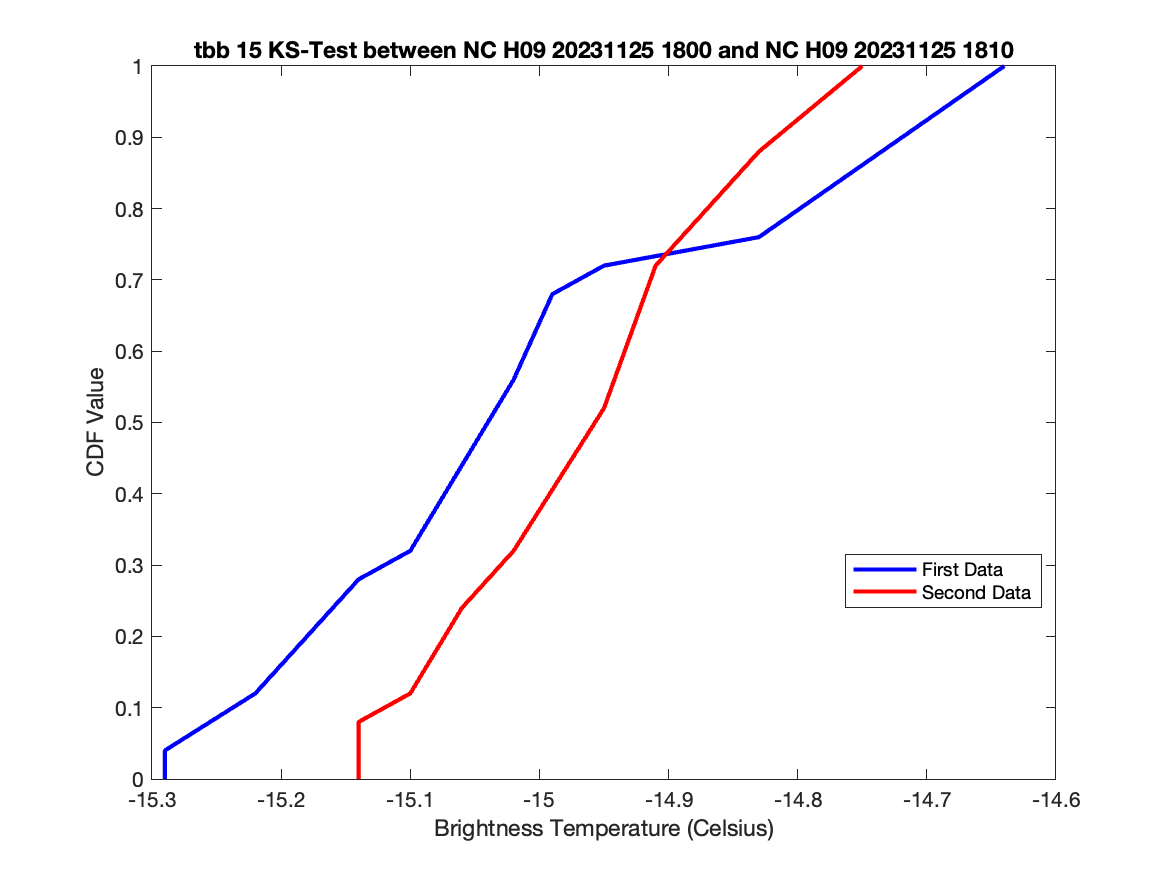 tbb 15 KS-Test between NC H09 20231125 1800 and NC H09 20231125 1810
1
0.9
0.8
0.7
0.6
0.5
0.4
0.3
0.2
0.1
0
CDF Value
First Data
Second Data
-15.3 -15.2 -15.1 -15 -14.9 -14.8 -14.7 -14.6
Brightness Temperature (Celsius)